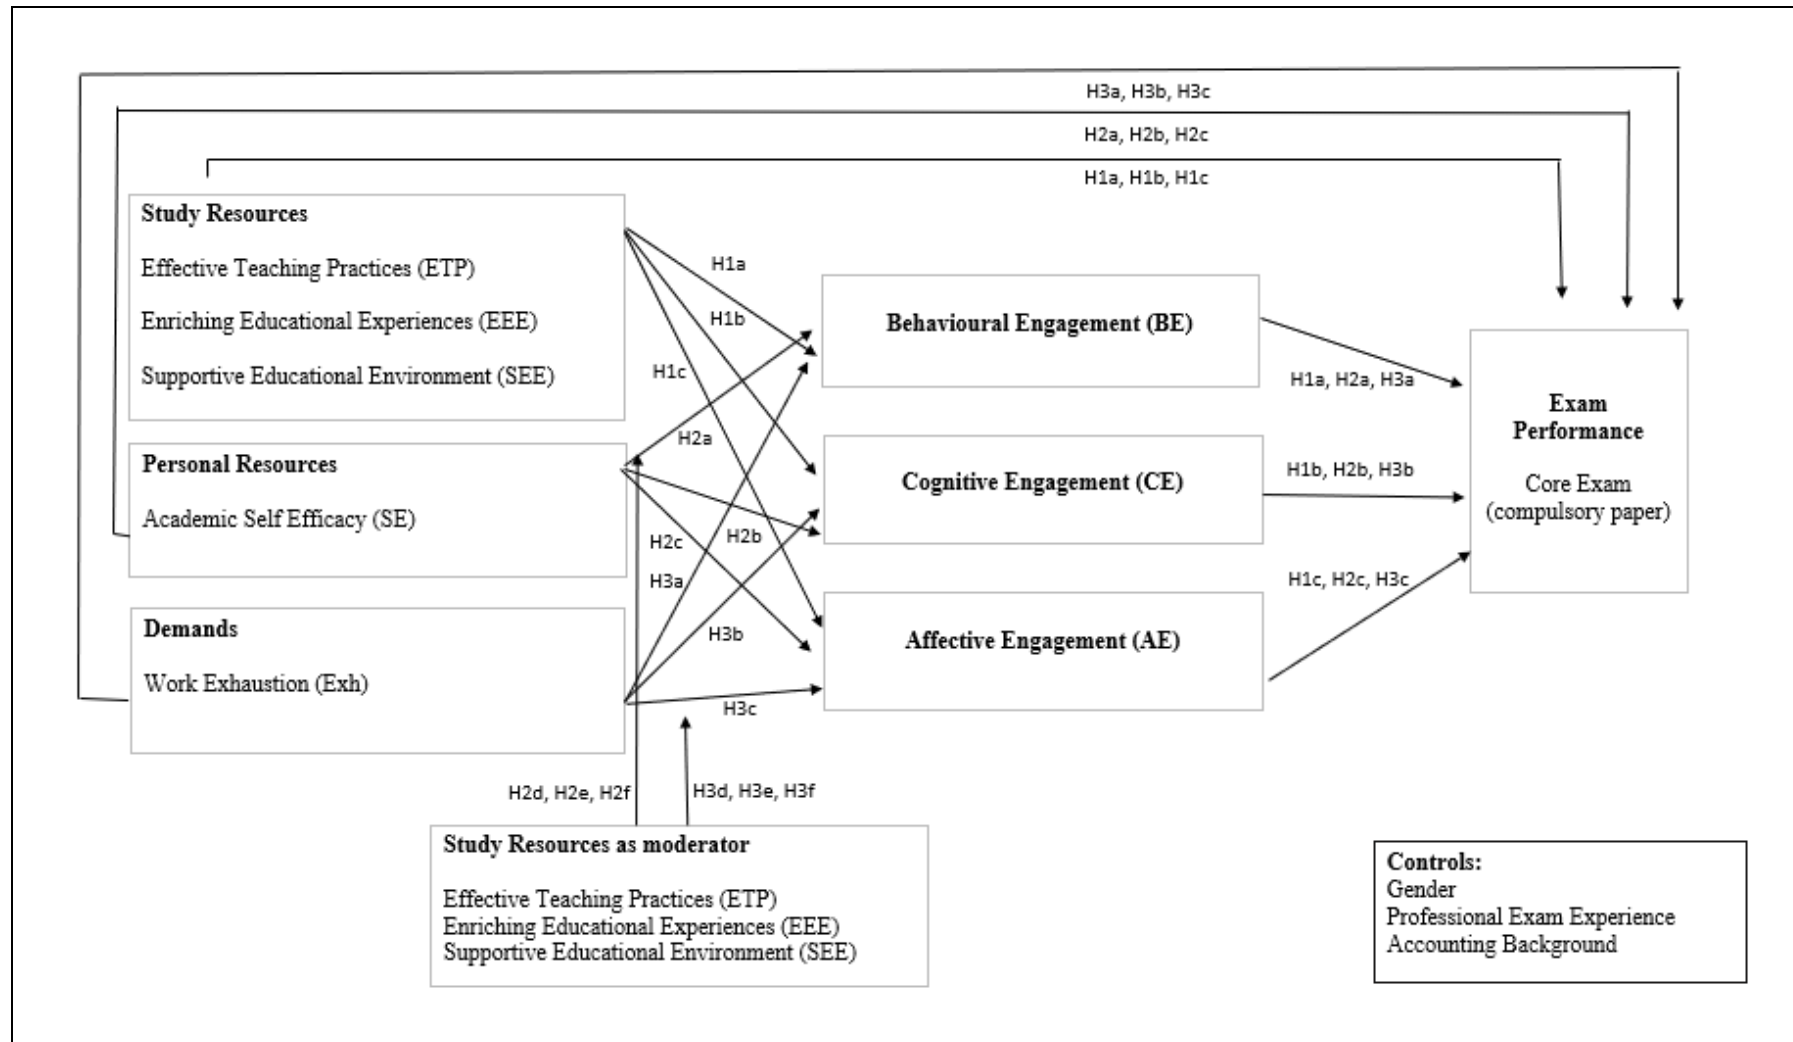 H3a, H3b, H3c
H2a, H2b, H2c
H1a, H1b, H1c
Study Resources
Effective Teaching Practices (ETP)
Enriching Educational Experiences (EEE)
Supportive Educational Environment (SEE)
H1a
H1b
H1c
Behavioural Engagement (BE)
H1a, H2a, H3a
Exam
Performance
Core Exam
(compulsory paper)
Personal Resources
Academic Self Efficacy (SE)
H2a
H2b
H2c
Cognitive Engagement (CE)
H1b, H2b, H3b
Demands
Work Exhaustion (Exh)
H3a
H3b
H3c
Affective Engagement (AE)
H1c, H2c, H3c
H2d, H2e, H2f
H3d, H3e, H3f
Study Resources as moderator
Effective Teaching Practices (ETP)
Enriching Educational Experiences (EEE)
Supportive Educational Environment (SEE)
Controls:
Gender
Professional Exam Experience
Accounting Background